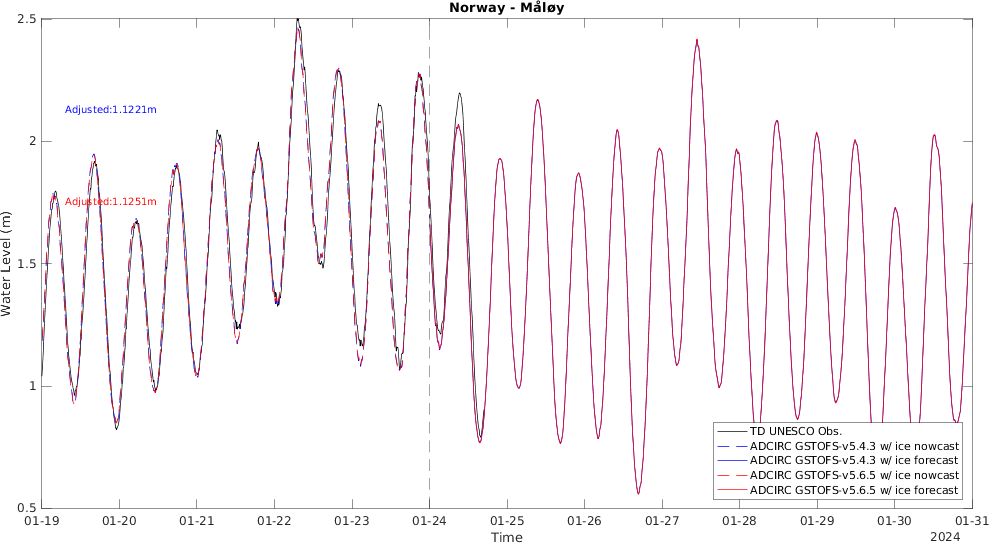 Norway - Måløy
2.5
2
1.5
1
0.5
Water Level (m)
Adjusted:1.1221m
Adjusted:1.1251m
TD UNESCO Obs.
ADCIRC GSTOFS-v5.4.3 w/ ice nowcast
ADCIRC GSTOFS-v5.4.3 w/ ice forecast
ADCIRC GSTOFS-v5.6.5 w/ ice nowcast
ADCIRC GSTOFS-v5.6.5 w/ ice forecast
01-19 01-20 01-21 01-22 01-23 01-24 01-25 01-26 01-27 01-28 01-29 01-30 01-31
Time
2024